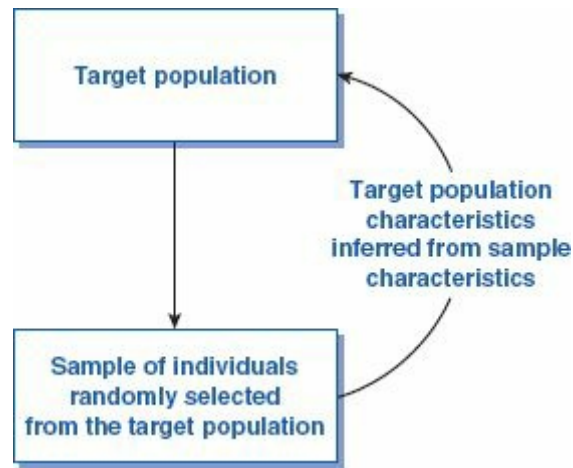 Target population
Target population
characteristics
inferred from sample
characteristics
Sample of individuals
randomly selected
from the target population